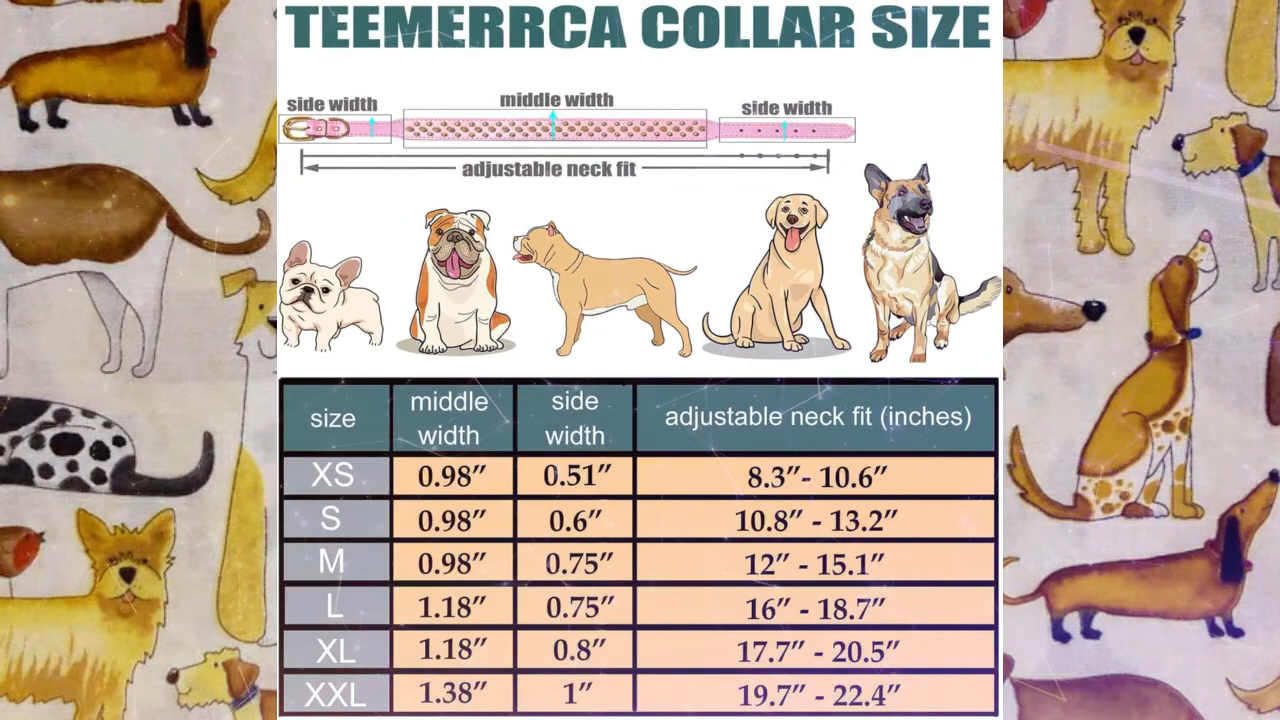 TEEMERRCA COLLAR SIZE
side width
middle width
side width
adjustable neck fit
size middle width side width adjustable neck fit (inches)
XS 0.98″ 0.51″ 8.3″- 10.6″
S 0.98″ 0.6″ 10.8″ - 13.2″
M 0.98″ 0.75″ 12″ - 15.1″
L 1.18″ 0.75″ 16″ - 18.7″
XL 1.18″ 0.8″ 17.7″ - 20.5″
XXL 1.38″ 1″ 19.7″ - 22.4″